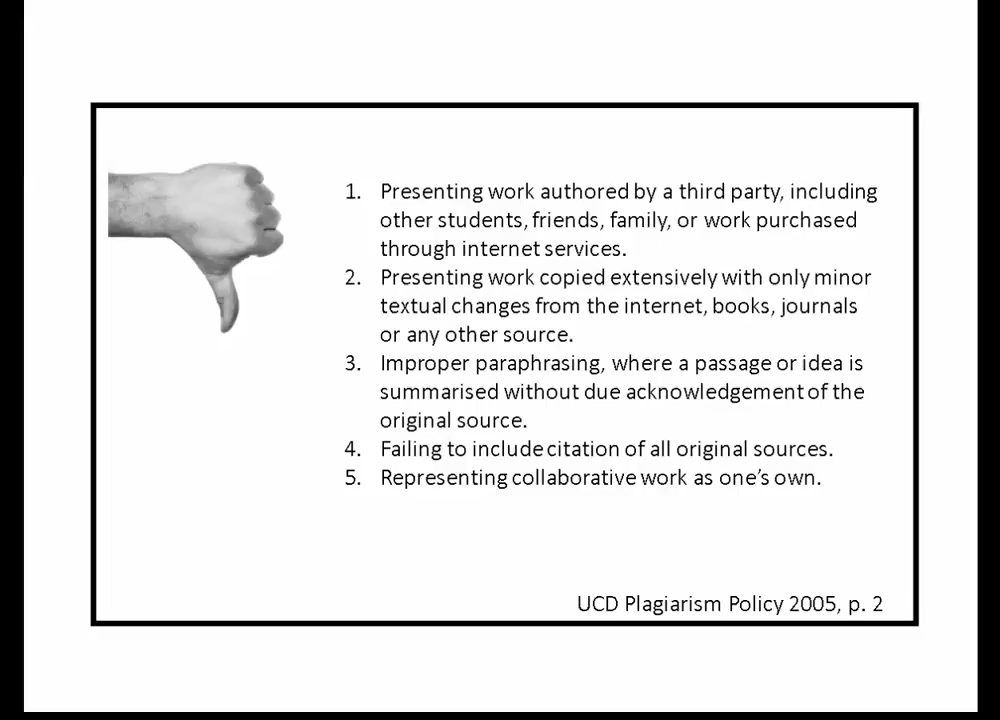 1. Presenting work authored by a third party, including
other students, friends, family, or work purchased
through internet services.
2. Presenting work copied extensively with only minor
textual changes from the internet, books, journals
or any other source.
3. Improper paraphrasing, where a passage or idea is
summarised without due acknowledgement of the
original source.
4. Failing to include citation of all original sources.
5. Representing collaborative work as one’s own.
UCD Plagiarism Policy 2005, p. 2